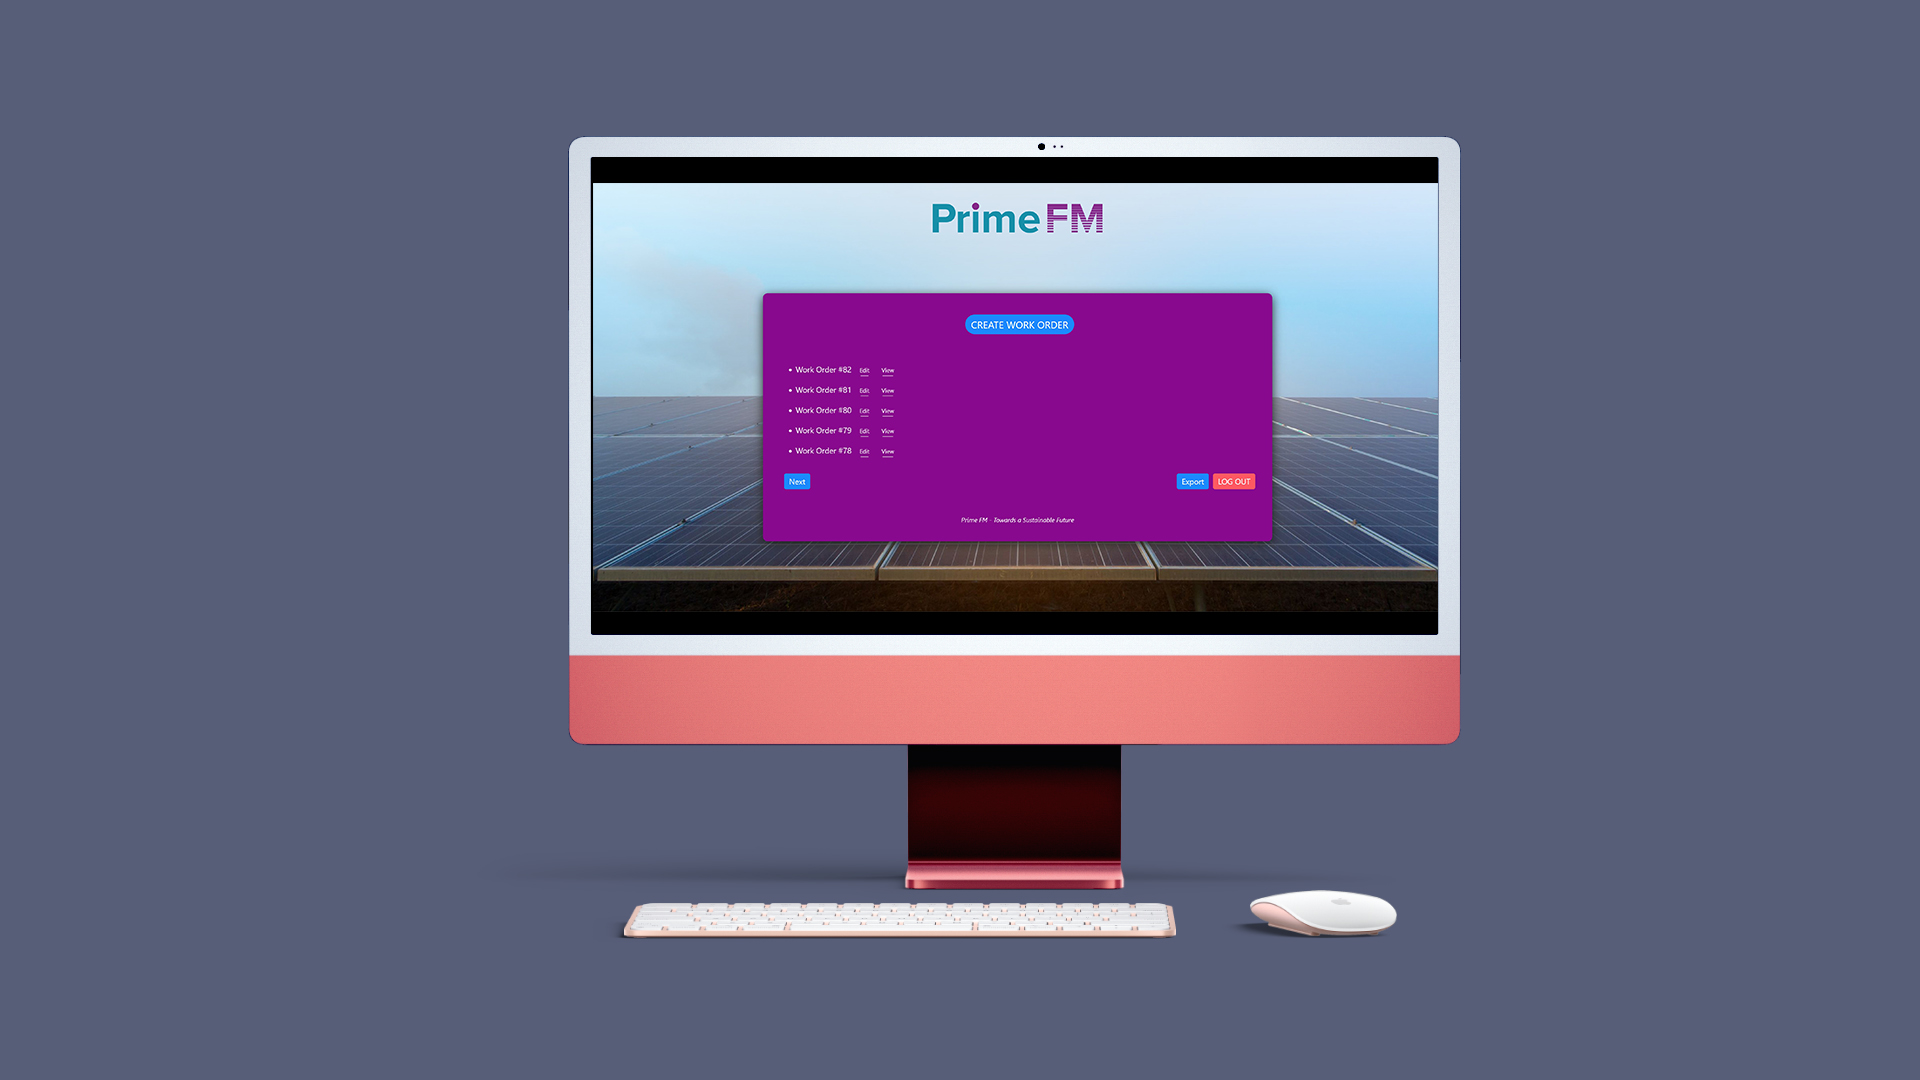 Prime FM
CREATE WORK ORDER
• Work Order #82 Edit View
• Work Order #81 Edit View
• Work Order #80 Edit View
• Work Order #79 Edit View
• Work Order #78 Edit View
Next Export LOG OUT
Prime FM - Towards a Sustainable Future